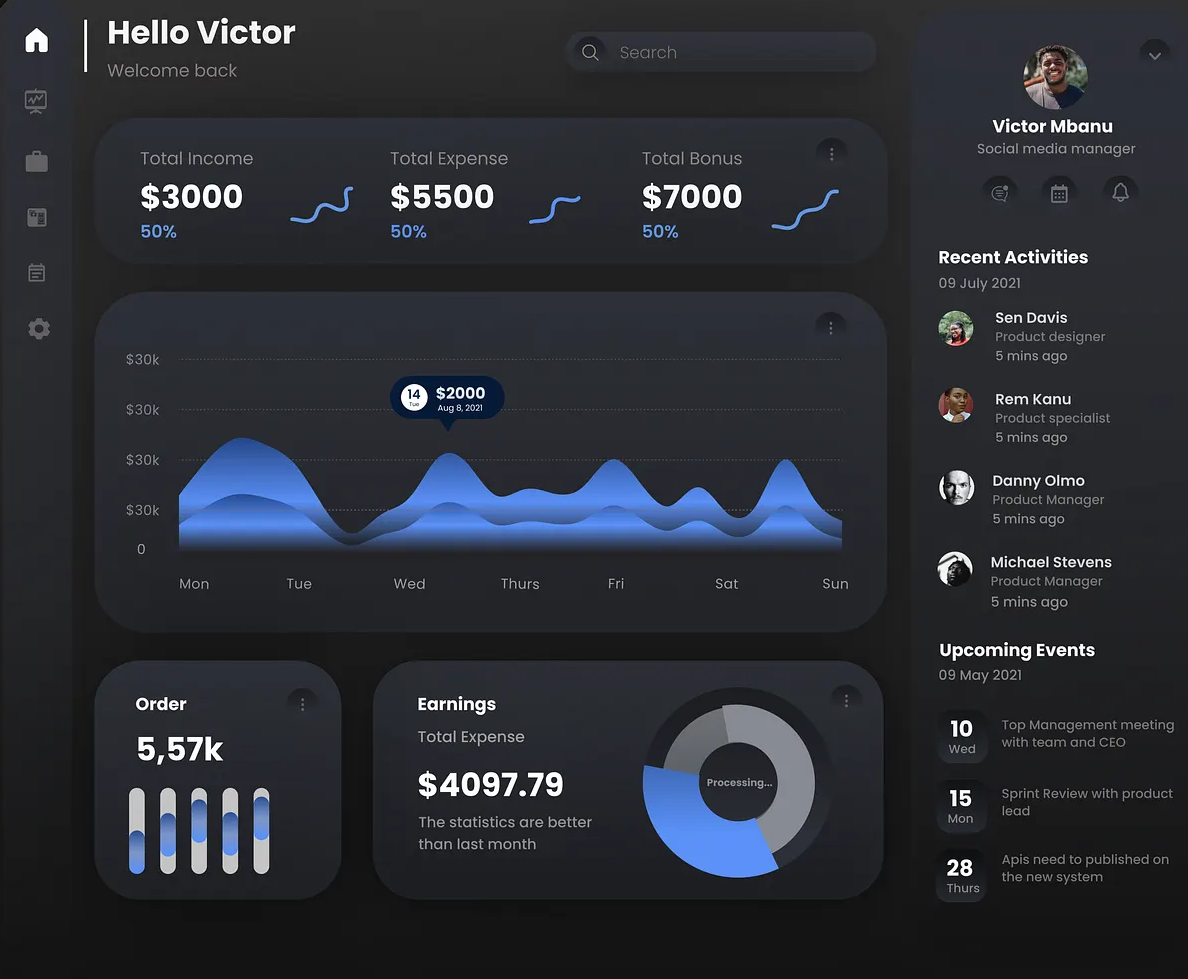 Hello Victor
Welcome back
Search
Total Income
$3000
50%
Total Expense
$5500
50%
Total Bonus
$7000
50%
$30k
$30k
$30k
$30k
0
14
Tue
$2000
Aug 8, 2021
Mon Tue Wed Thurs Fri Sat Sun
Order
5,57k
Earnings
Total Expense
$4097.79
The statistics are better
than last month
Processing...
Victor Mbanu
Social media manager
Recent Activities
09 July 2021
Sen Davis
Product designer
5 mins ago
Rem Kanu
Product specialist
5 mins ago
Danny Olmo
Product Manager
5 mins ago
Michael Stevens
Product Manager
5 mins ago
Upcoming Events
09 May 2021
10
Wed
Top Management meeting
with team and CEO
15
Mon
Sprint Review with product
lead
28
Thurs
Apis need to published on
the new system